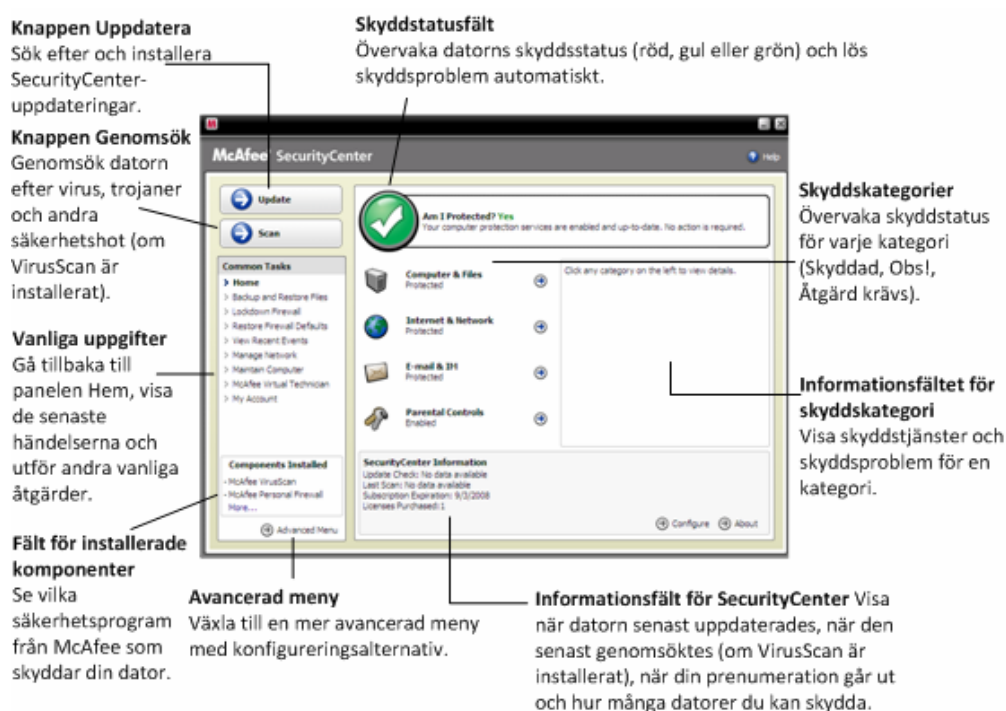 Knappen Uppdatera
Sök efter och installera
SecurityCenter-
uppdateringar.
Skyddstatusfält
Övervaka datorns skyddsstatus (röd, gul eller grön) och lös
skyddsproblem automatiskt.
Knappen Genomsök
Genomsök datorn
efter virus, trojaner
och andra
säkerhetshot (om
VirusScan är
installerat).
Vanliga uppgifter
Gå tillbaka till
panelen Hem, visa
de senaste
händelserna och
utför andra vanliga
åtgärder.
Fält för installerade
komponenter
Se vilka
säkerhetsprogram
från McAfee som
skyddar din dator.
McAfee SecurityCenter
Help
Update
Scan
Common Tasks
> Home
> Backup and Restore Files
> Lockdown Firewall
> Restore Firewall Defaults
> View Recent Events
> Manage Network
> Maintain Computer
> McAfee Virtual Technician
> My Account
Components Installed
- McAfee VirusScan
- McAfee Personal Firewall
More...
Advanced Menu
Am I Protected? Yes
Your computer protection services are enabled and up-to-date. No action is required.
Computer & Files
Protected
Internet & Network
Protected
E-mail & IM
Protected
Parental Controls
Enabled
Click any category on the left to view details.
SecurityCenter Information
Update Check: No data available
Last Scan: No data available
Subscription Expiration: 9/3/2008
Licenses Purchased: 1
Configure
About
Skyddskategorier
Övervaka skyddstatus
för varje kategori
(Skyddad, Obs!,
Åtgärd krävs).
Informationsfältet för
skyddskategori
Visa skyddstjänster och
skyddsproblem för en
kategori.
Avancerad meny
Växla till en mer avancerad meny
med konfigureringsalternativ.
Informationsfält för SecurityCenter Visa
när datorn senast uppdaterades, när den
senast genomsöktes (om VirusScan är
installerat), när din prenumeration går ut
och hur många datorer du kan skydda.